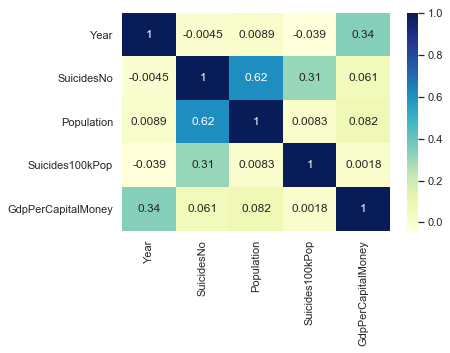 Year 1 -0.0045 0.0089 -0.039 0.34
SuicidesNo -0.0045 1 0.62 0.31 0.061
Population 0.0089 0.62 1 0.0083 0.082
Suicides100kPop -0.039 0.31 0.0083 1 0.0018
GdpPerCapitalMoney 0.34 0.061 0.082 0.0018 1
Year
SuicidesNo
Population
Suicides100kPop
GdpPerCapitalMoney
1.0
0.8
0.6
0.4
0.2
0.0